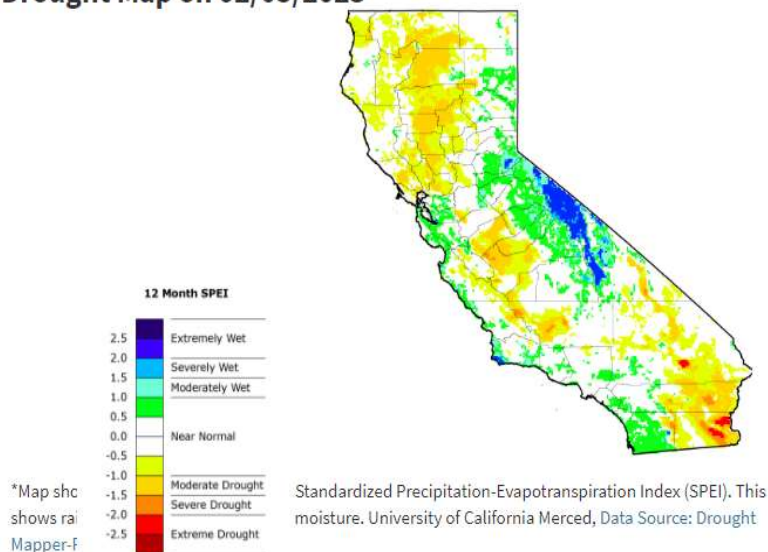 12 Month SPEI
2.5
Extremely Wet
2.0
Severely Wet
1.5
Moderately Wet
1.0
0.5
0.0
Near Normal
-0.5
-1.0
Moderate Drought
-1.5
Severe Drought
-2.0
Extreme Drought
-2.5
*Map sho
Standardized Precipitation-Evapotranspiration Index (SPEI). This
shows rai
moisture. University of California Merced, Data Source: Drought